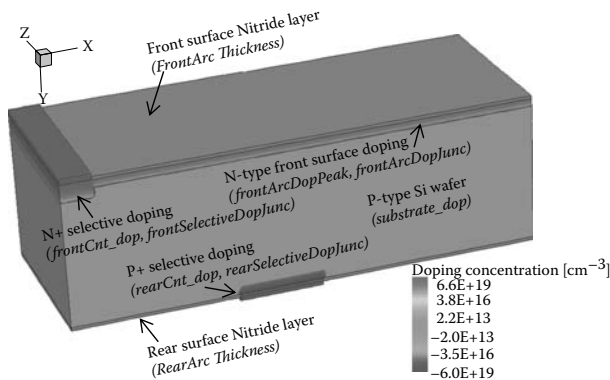 Z
X
Y
Front surface Nitride layer
(FrontArc Thickness)
N-type front surface doping
(frontArcDopPeak, frontArcDopJunc)
N+ selective doping
(frontCnt_dop, frontSelectiveDopJunc)
P-type Si wafer
(substrate_dop)
P+ selective doping
(rearCnt_dop, rearSelectiveDopJunc)
Rear surface Nitride layer
(RearArc Thickness)
Doping concentration [cm−3]
6.6E+19
3.8E+16
2.2E+13
−2.0E+13
−3.5E+16
−6.0E+19